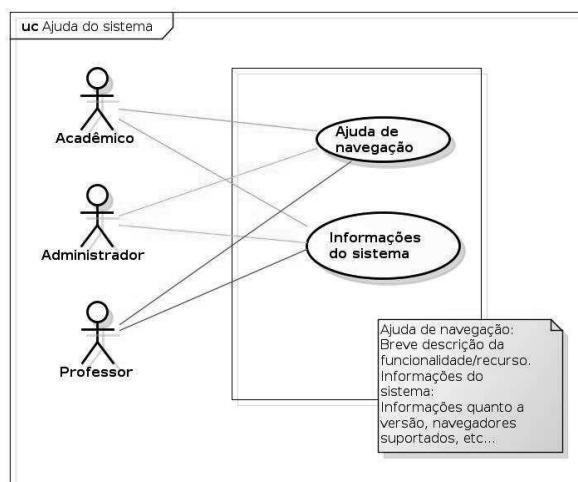 uc Ajuda do sistema
Acadêmico
Ajuda de
navegação
Administrador
Informações
do sistema
Professor
Ajuda de navegação:
Breve descrição da
funcionalidade/recurso.
Informações do
sistema:
Informações quanto a
versão, navegadores
suportados, etc...